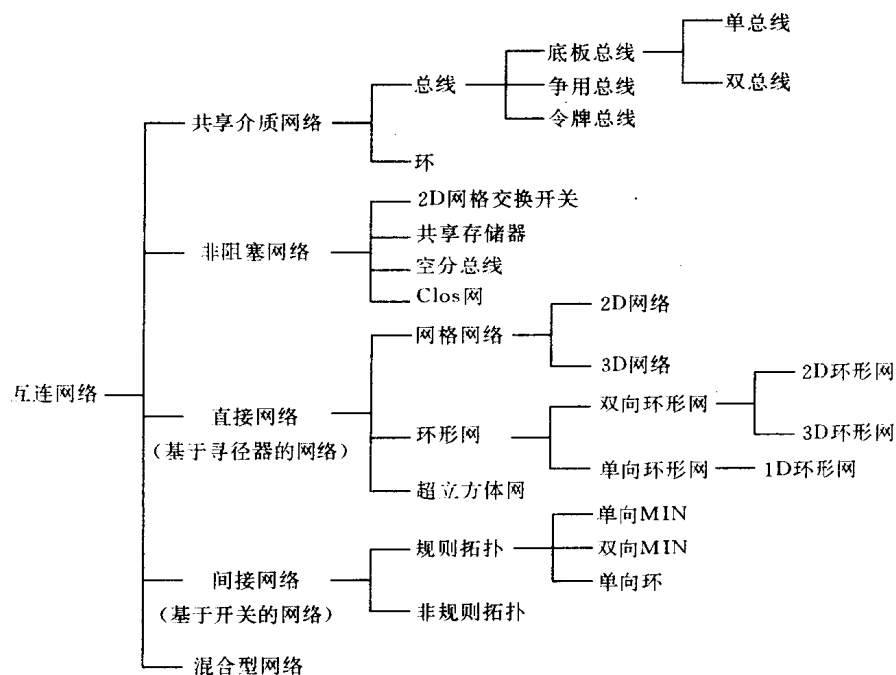 单总线
底板总线
双总线
总线
争用总线
令牌总线
共享介质网络
环
2D网格交换开关
共享存储器
非阻塞网络
空分总线
Clos网
2D网络
网格网络
3D网络
2D环形网
互连网络
双向环形网
直接网络
环形网
3D环形网
(基于寻径器的网络)
单向环形网
1D环形网
超立方体网
单向MIN
规则拓扑
双向MIN
间接网络
单向环
(基于开关的网络)
非规则拓扑
混合型网络